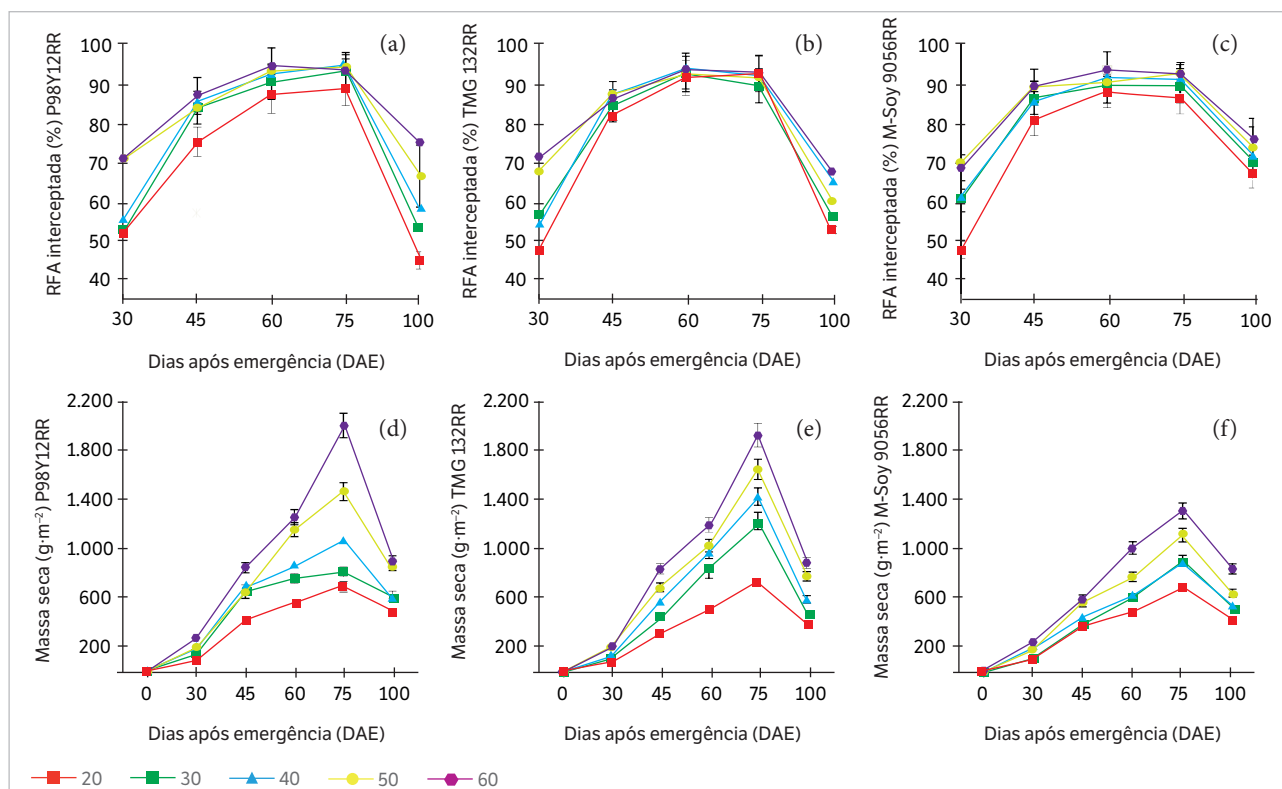 RFA interceptada (%) P98Y12RR
100
90
80
70
60
50
40
(a)
30 45 60 75 100
Dias após emergência (DAE)
RFA interceptada (%) TMG 132RR
100
90
80
70
60
50
40
(b)
30 45 60 75 100
Dias após emergência (DAE)
RFA interceptada (%) M-Soy 9056RR
100
90
80
70
60
50
40
(c)
30 45 60 75 100
Dias após emergência (DAE)
Massa seca (g·m⁻²) P98Y12RR
2.200
1.800
1.400
1.000
600
200
(d)
0 30 45 60 75 100
Dias após emergência (DAE)
Massa seca (g·m⁻²) TMG 132RR
2.200
1.800
1.400
1.000
600
200
(e)
0 30 45 60 75 100
Dias após emergência (DAE)
Massa seca (g·m⁻²) M-Soy 9056RR
2.200
1.800
1.400
1.000
600
200
(f)
0 30 45 60 75 100
Dias após emergência (DAE)
20 30 40 50 60